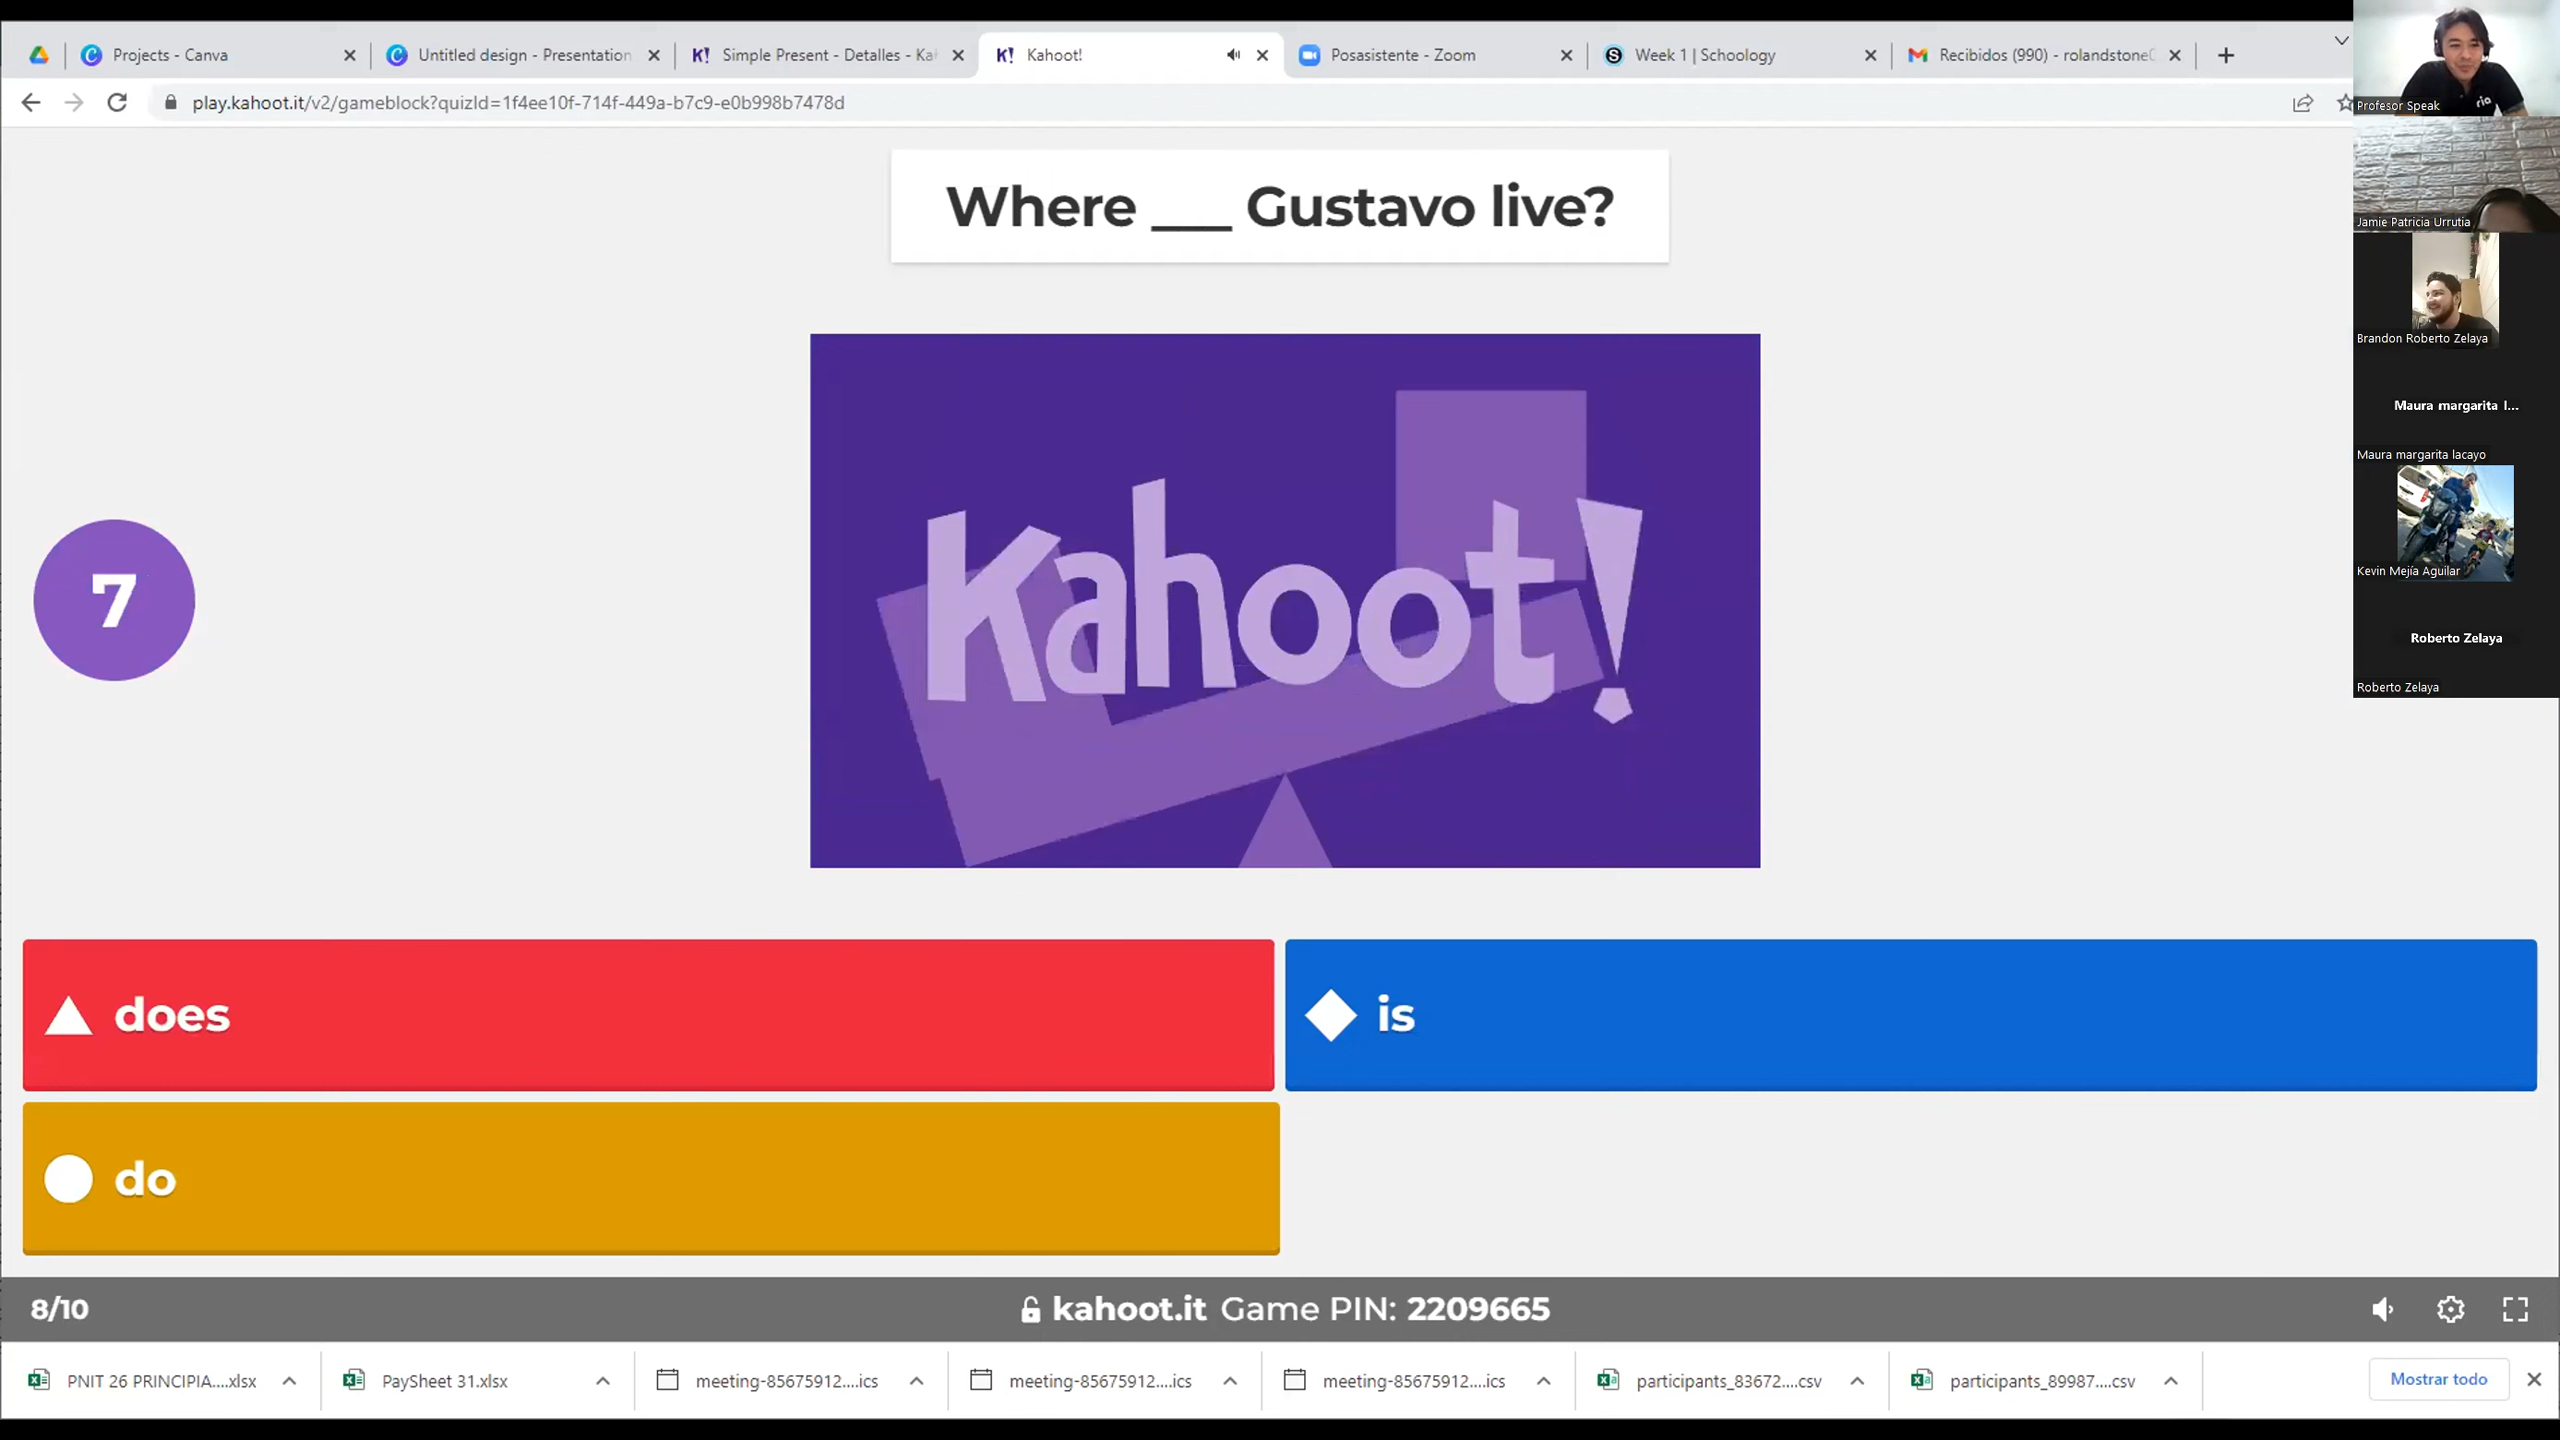 Projects - Canva
Untitled design - Presentation
Simple Present - Detalles - Kah
Kahoot!
Posasistente - Zoom
Week 1 | Schoology
Recibidos (990) - rolandstone
play.kahoot.it/v2/gameblock?quizId=1f4ee10f-714f-449a-b7c9-e0b998b7478d
ria
Profesor Speak
Where ___ Gustavo live?
Jamie Patricia Urrutia
Brandon Roberto Zelaya
Maura margarita l...
Maura margarita lacayo
Kahoot!
7
Kevin Mejía Aguilar
Roberto Zelaya
Roberto Zelaya
does
is
do
8/10
kahoot.it Game PIN: 2209665
PNIT 26 PRINCIPIA....xlsx
PaySheet 31.xlsx
meeting-85675912....ics
meeting-85675912....ics
meeting-85675912....ics
participants_83672....csv
participants_89987....csv
Mostrar todo